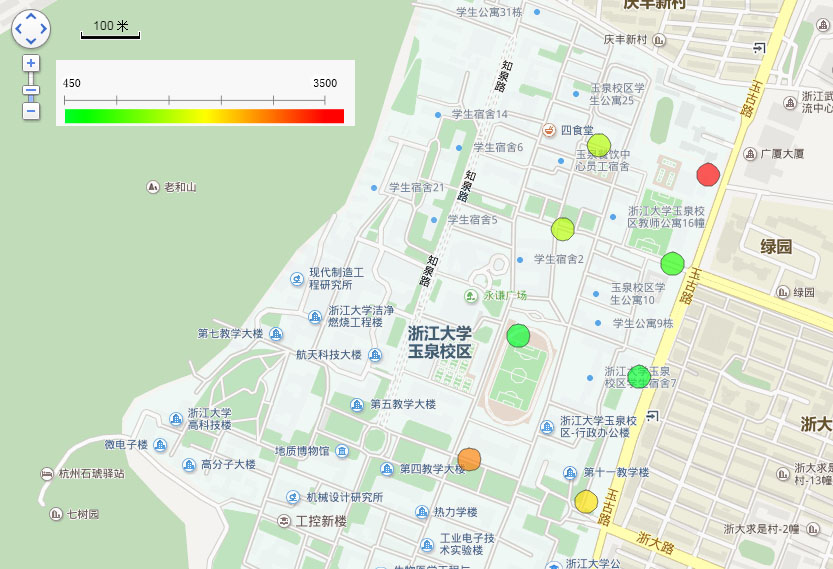 学生公寓31栋
庆丰新村
100 米
知泉路
庆丰新村
450
3500
玉泉校区学
生公寓25
玉古路
浙江武
流中心
学生宿舍14
四食堂
学生宿舍6
玉泉餐饮中
心员工宿舍
广厦大厦
老和山
学生宿舍21
知泉路
学生宿舍5
浙江大学玉泉校
区教师公寓16幢
绿园
学生宿舍2
知泉路
现代制造工
程研究所
永谦广场
玉泉校区学
生公寓10
玉古路
绿园
浙江大学洁净
燃烧工程楼
学生公寓9栋
第七教学大楼
浙江大学
玉泉校区
航天科技大楼
浙江大学玉泉
校区学生宿舍7
第五教学大楼
浙江大学
高科技楼
浙江大学玉泉校
区-行政办公楼
浙大
微电子楼
地质博物馆
高分子大楼
第四教学大楼
第十一教学楼
杭州石琥驿站
浙大求是
村-13幢
机械设计研究所
七树园
工控新楼
热力学楼
玉古路
浙大路
浙大求是村-2幢
工业电子技
术实验楼
浙江大学公
生物医学工程与